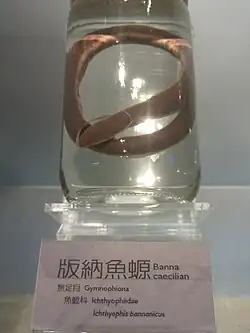 版納魚螈 Banna caecilian
無足目 Gymnophiona
魚螈科 Ichthyophiidae
Ichthyophis bannanicus